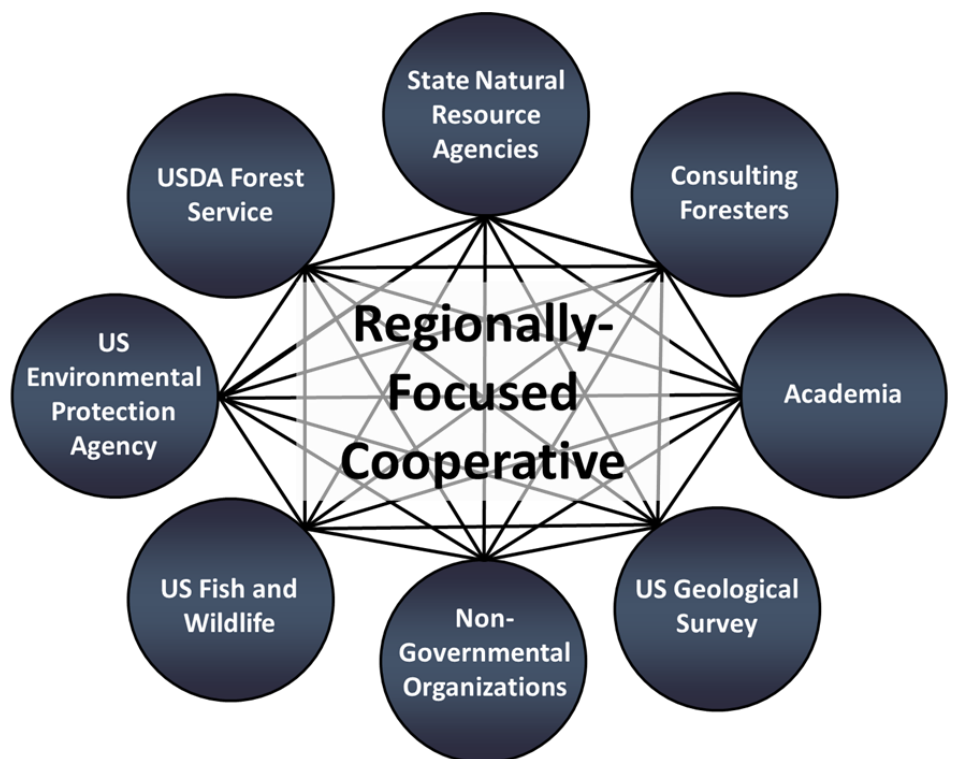 State Natural
Resource
Agencies
USDA Forest
Service
Consulting
Foresters
US
Environmental
Protection
Agency
Regionally-
Focused
Cooperative
Academia
US Fish and
Wildlife
Non-
Governmental
Organizations
US Geological
Survey